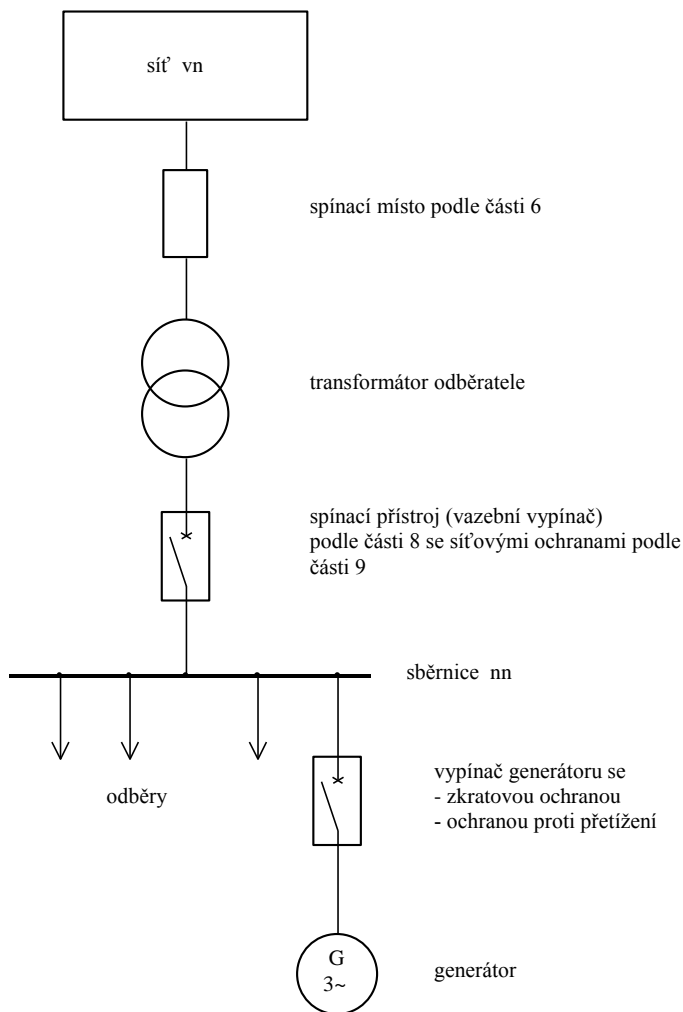 síť vn
spínací místo podle části 6
transformátor odběratele
spínací přístroj (vazební vypínač)
podle části 8 se síťovými ochranami podle
části 9
sběrnice nn
odběry
vypínač generátoru se
- zkratovou ochranou
- ochranou proti přetížení
G
3~
generátor